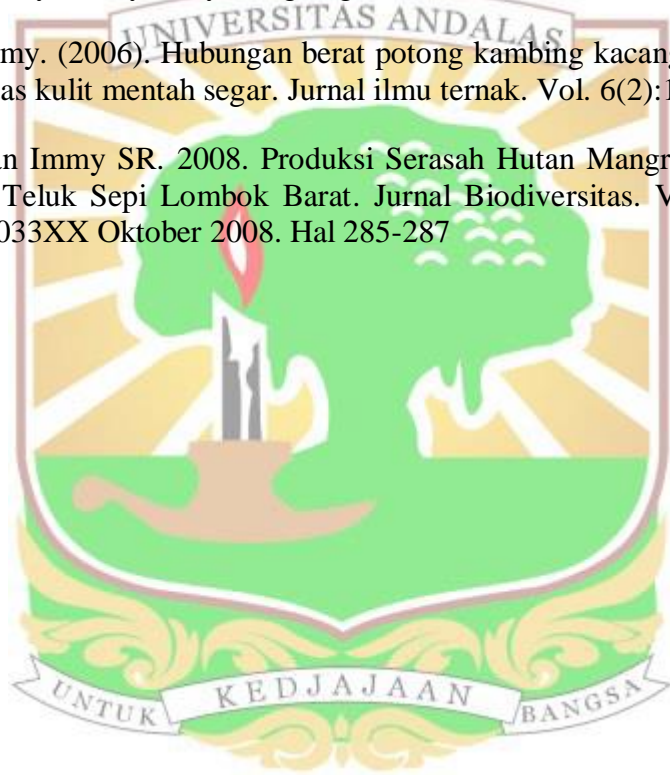 UNIVERSITAS ANDALAS
my. (2006). Hubungan berat potong kambing kacang
as kulit mentah segar. Jurnal ilmu ternak. Vol. 6(2):1
n Immy SR. 2008. Produksi Serasah Hutan Mangr
Teluk Sepi Lombok Barat. Jurnal Biodiversitas. V
033XX Oktober 2008. Hal 285-287
UNTUK KEDJAJAAN BANGSA